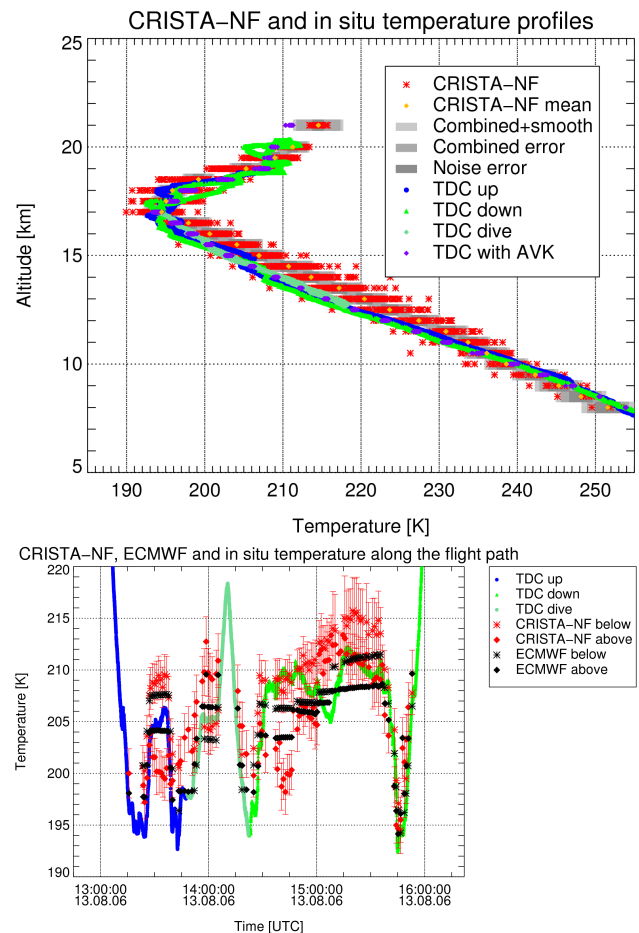 CRISTA−NF and in situ temperature profiles
25
20
15
10
5
Altitude [km]
190 200 210 220 230 240 250
Temperature [K]
CRISTA−NF
CRISTA−NF mean
Combined+smooth
Combined error
Noise error
TDC up
TDC down
TDC dive
TDC with AVK
CRISTA−NF, ECMWF and in situ temperature along the flight path
220
215
210
205
200
195
190
Temperature [K]
13:00:00 14:00:00 15:00:00 16:00:00
13.08.06 13.08.06 13.08.06 13.08.06
Time [UTC]
TDC up
TDC down
TDC dive
CRISTA−NF below
CRISTA−NF above
ECMWF below
ECMWF above